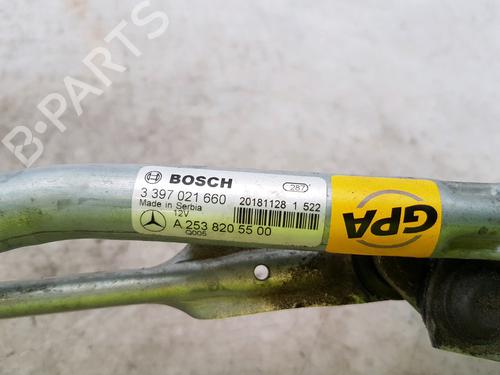 B-PARTS
BOSCH
287
3 397 021 660
20181128 1 522
Made in Serbia
12V
A 253 820 55 00
Q005
GPA